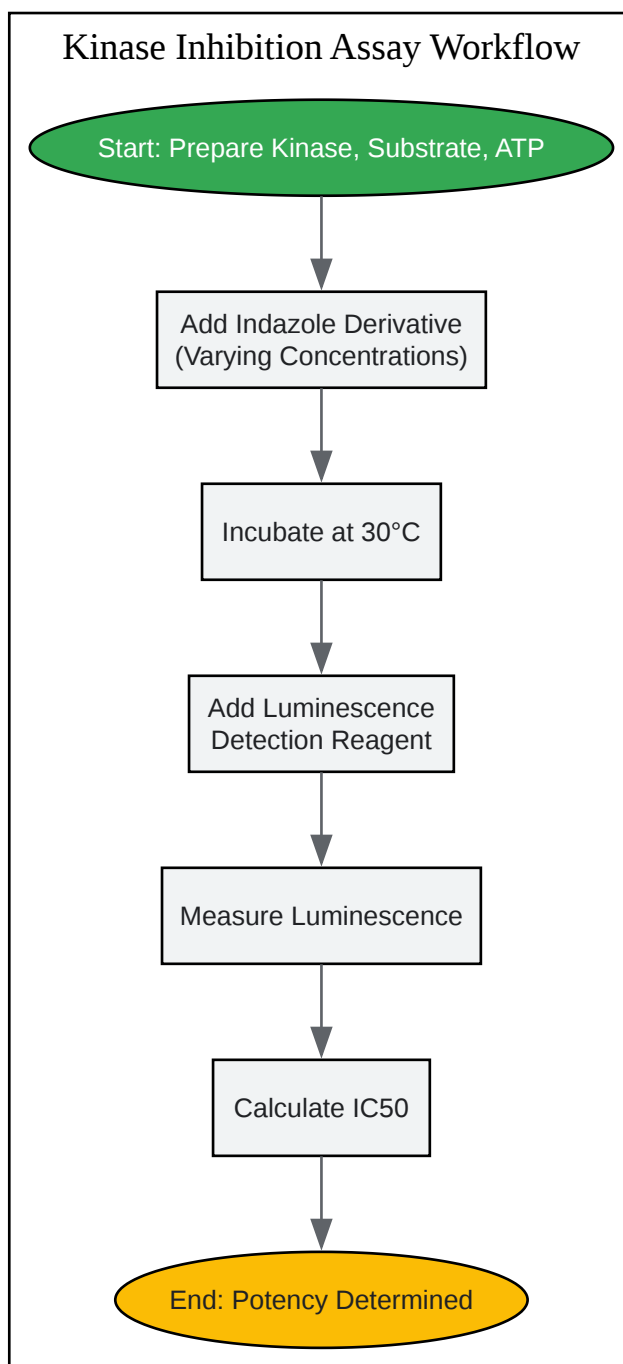 Kinase Inhibition Assay Workflow
Start: Prepare Kinase, Substrate, ATP
Add Indazole Derivative
(Varying Concentrations)
Incubate at 30°C
Add Luminescence
Detection Reagent
Measure Luminescence
Calculate IC50
End: Potency Determined